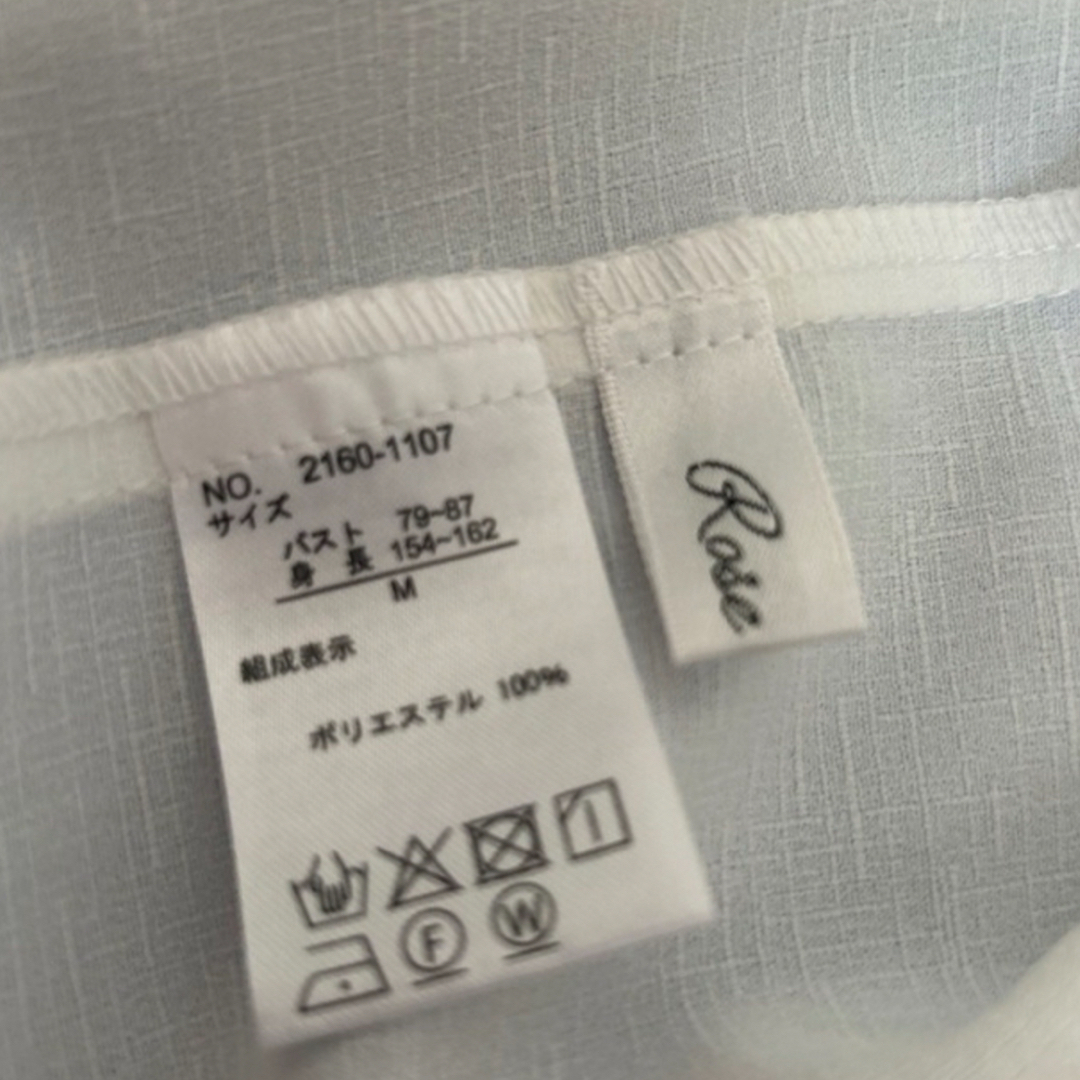 NO. 2160-1107
サイズ
バスト 79~87
身 長 154~162
M
組成表示
ポリエステル 100%
F W
Rose